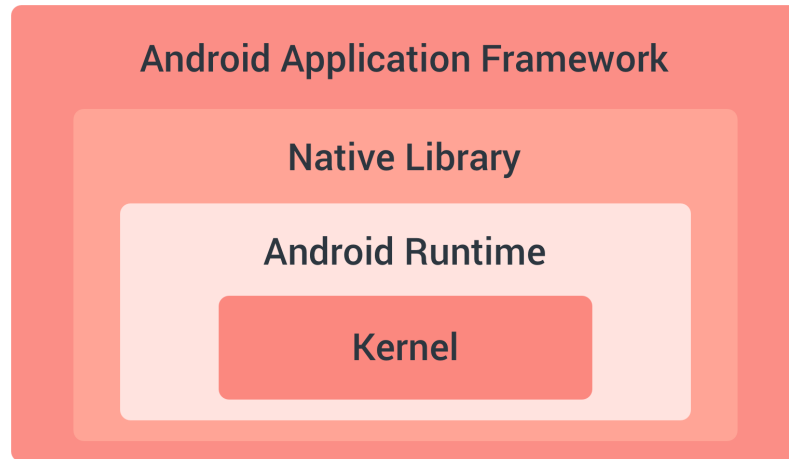 Android Application Framework
Native Library
Android Runtime
Kernel